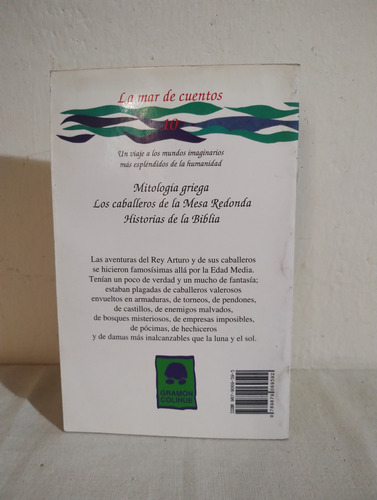 La mar de cuentos
10
Un viaje a los mundos imaginarios
más espléndidos de la humanidad
Mitología griega
Los caballeros de la Mesa Redonda
Historias de la Biblia
Las aventuras del Rey Arturo y de sus caballeros
se hicieron famosísimas allá por la Edad Media.
Tenían un poco de verdad y un mucho de fantasía;
estaban plagadas de caballeros valerosos
envueltos en armaduras, de torneos, de pendones,
de castillos, de enemigos malvados,
de bosques misteriosos, de empresas imposibles,
de pócimas, de hechiceros
y de damas más inalcanzables que la luna y el sol.
GRAMÓN
COLIHUE